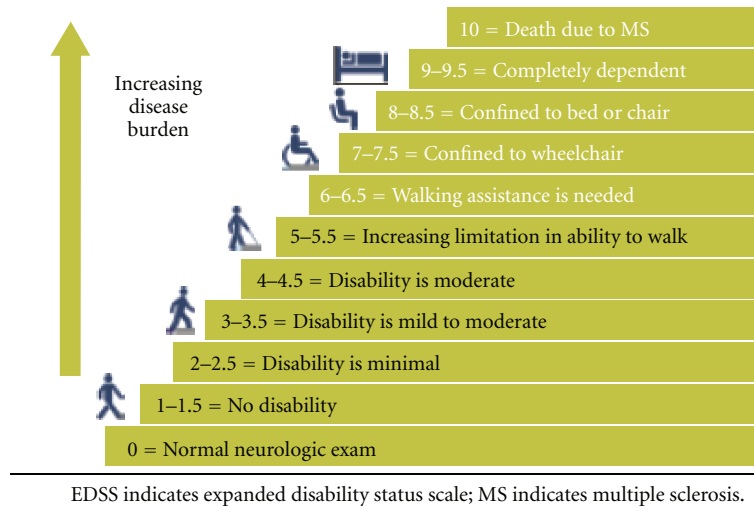 10 = Death due to MS
9–9.5 = Completely dependent
Increasing
disease
burden
8–8.5 = Confined to bed or chair
7–7.5 = Confined to wheelchair
6–6.5 = Walking assistance is needed
5–5.5 = Increasing limitation in ability to walk
4–4.5 = Disability is moderate
3–3.5 = Disability is mild to moderate
2–2.5 = Disability is minimal
1–1.5 = No disability
0 = Normal neurologic exam
EDSS indicates expanded disability status scale; MS indicates multiple sclerosis.